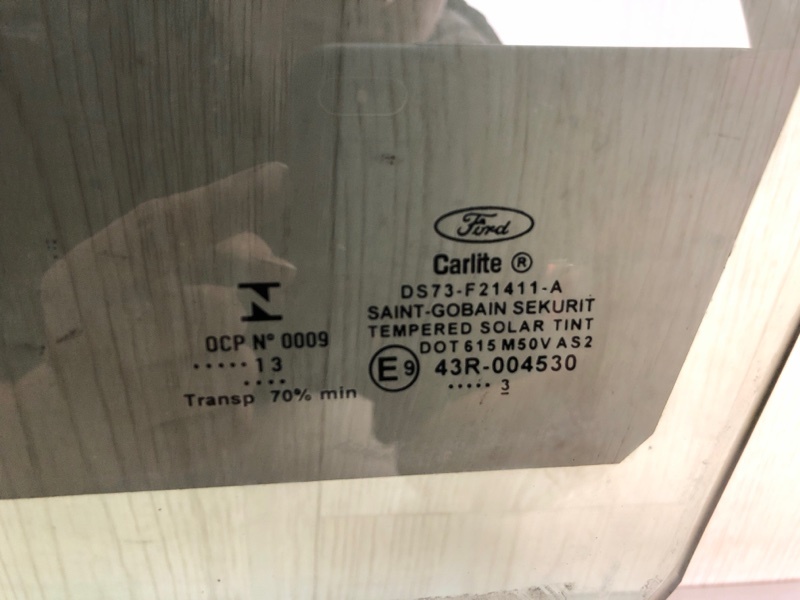 Ford
Carlite ®
DS73-F21411-A
SAINT-GOBAIN SEKURIT
TEMPERED SOLAR TINT
DOT 615 M50V AS2
E9 43R-004530
..... 3
OCP N° 0009
..... 13
....
Transp 70% min